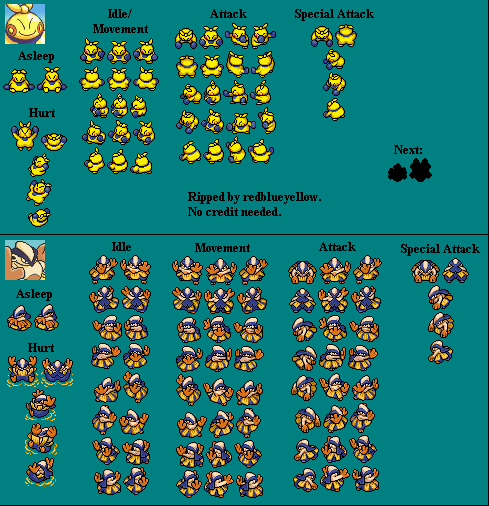 Idle/
Movement
Attack
Special Attack
Asleep
Hurt
Next:
Ripped by redblueyellow.
No credit needed.
Idle
Movement
Attack
Special Attack
Asleep
Hurt